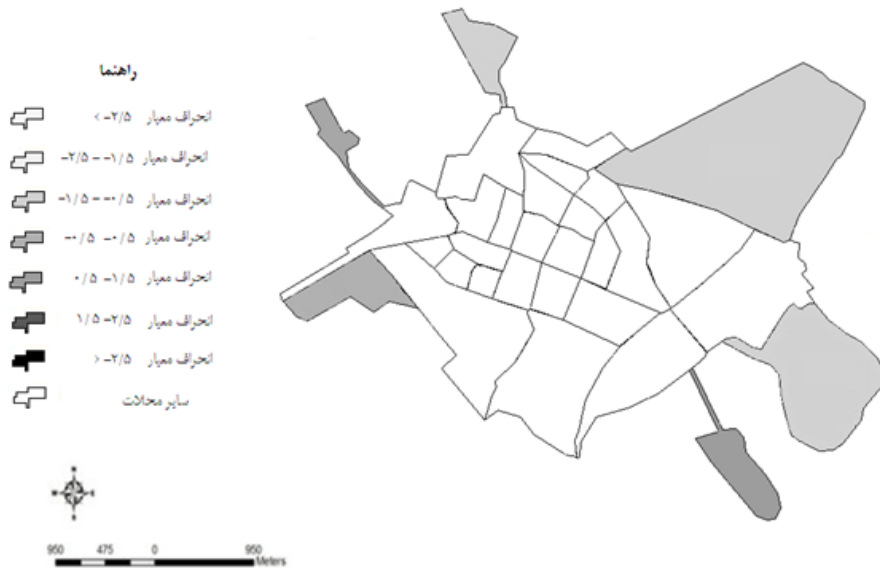 راهنما
انحراف معیار ۲/۵- >
انحراف معیار ۱/۵- – ۲/۵-
انحراف معیار ۰/۵- – ۱/۵-
انحراف معیار ۰/۵- ۰/۵-
انحراف معیار ۱/۵- ۰/۵
انحراف معیار ۲/۵- ۱/۵
انحراف معیار ۲/۵- <
سایر محلات
950 475 0 950
Meters